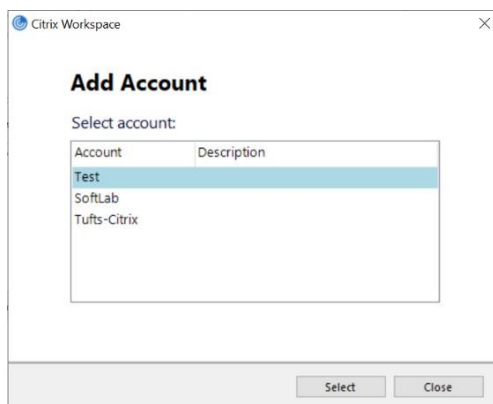 Citrix Workspace
Add Account
Select account:
Account Description
Test
SoftLab
Tufts-Citrix
Select Close